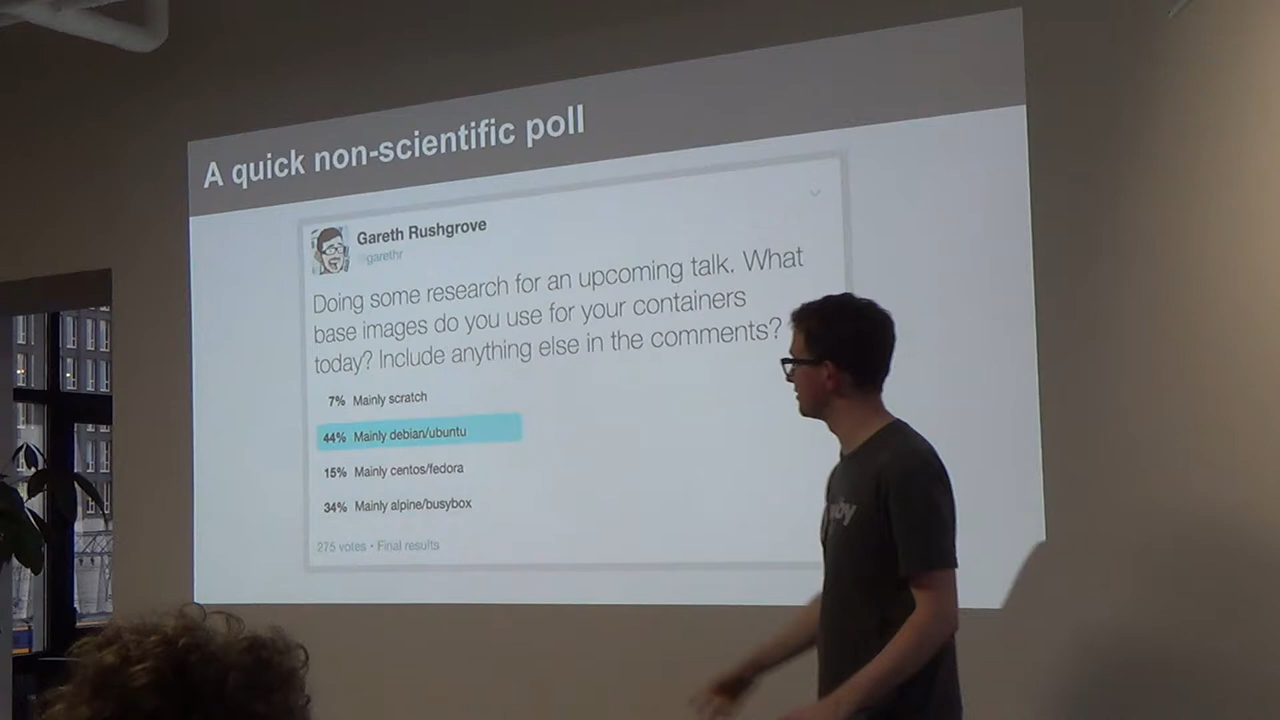 A quick non-scientific poll
Gareth Rushgrove
@garethr
Doing some research for an upcoming talk. What
base images do you use for your containers
today? Include anything else in the comments?
7% Mainly scratch
44% Mainly debian/ubuntu
15% Mainly centos/fedora
34% Mainly alpine/busybox
275 votes • Final results